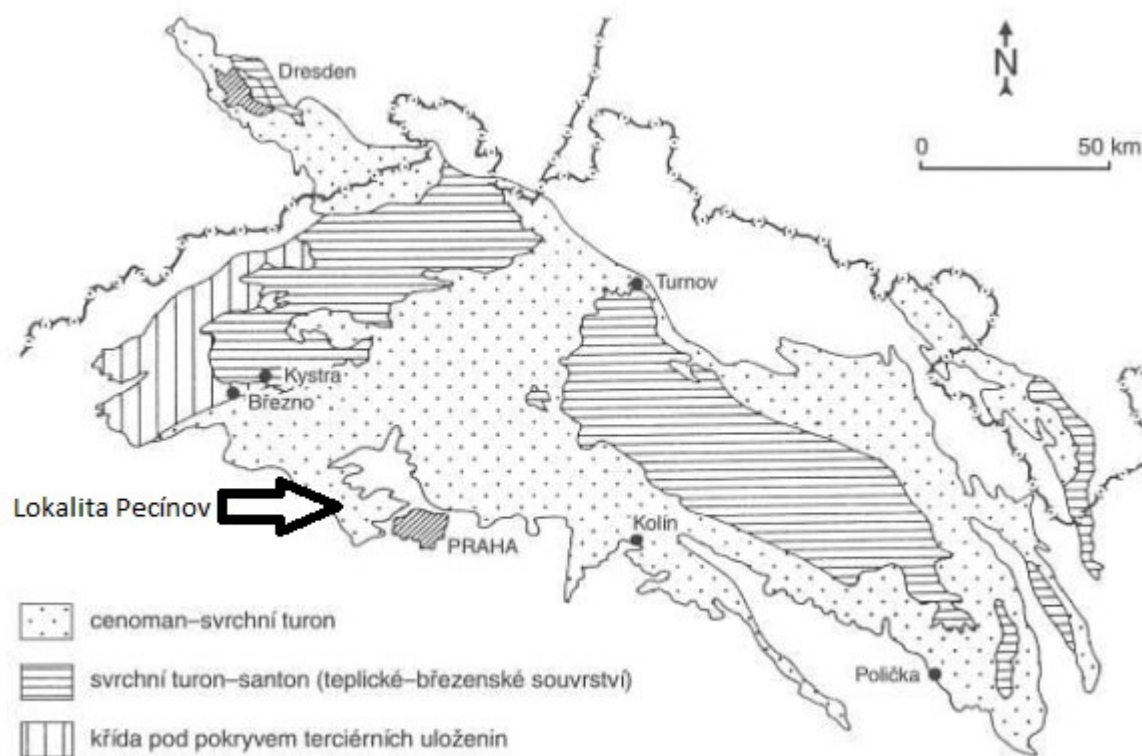 Dresden
N
0 50 km
Turnov
Kystra
Březno
Lokalita Pecínov
PRAHA
Kolín
Polička
cenoman–svrchní turon
svrchní turon–santon (teplické–březenské souvrství)
křída pod pokryvem terciérních uloženin